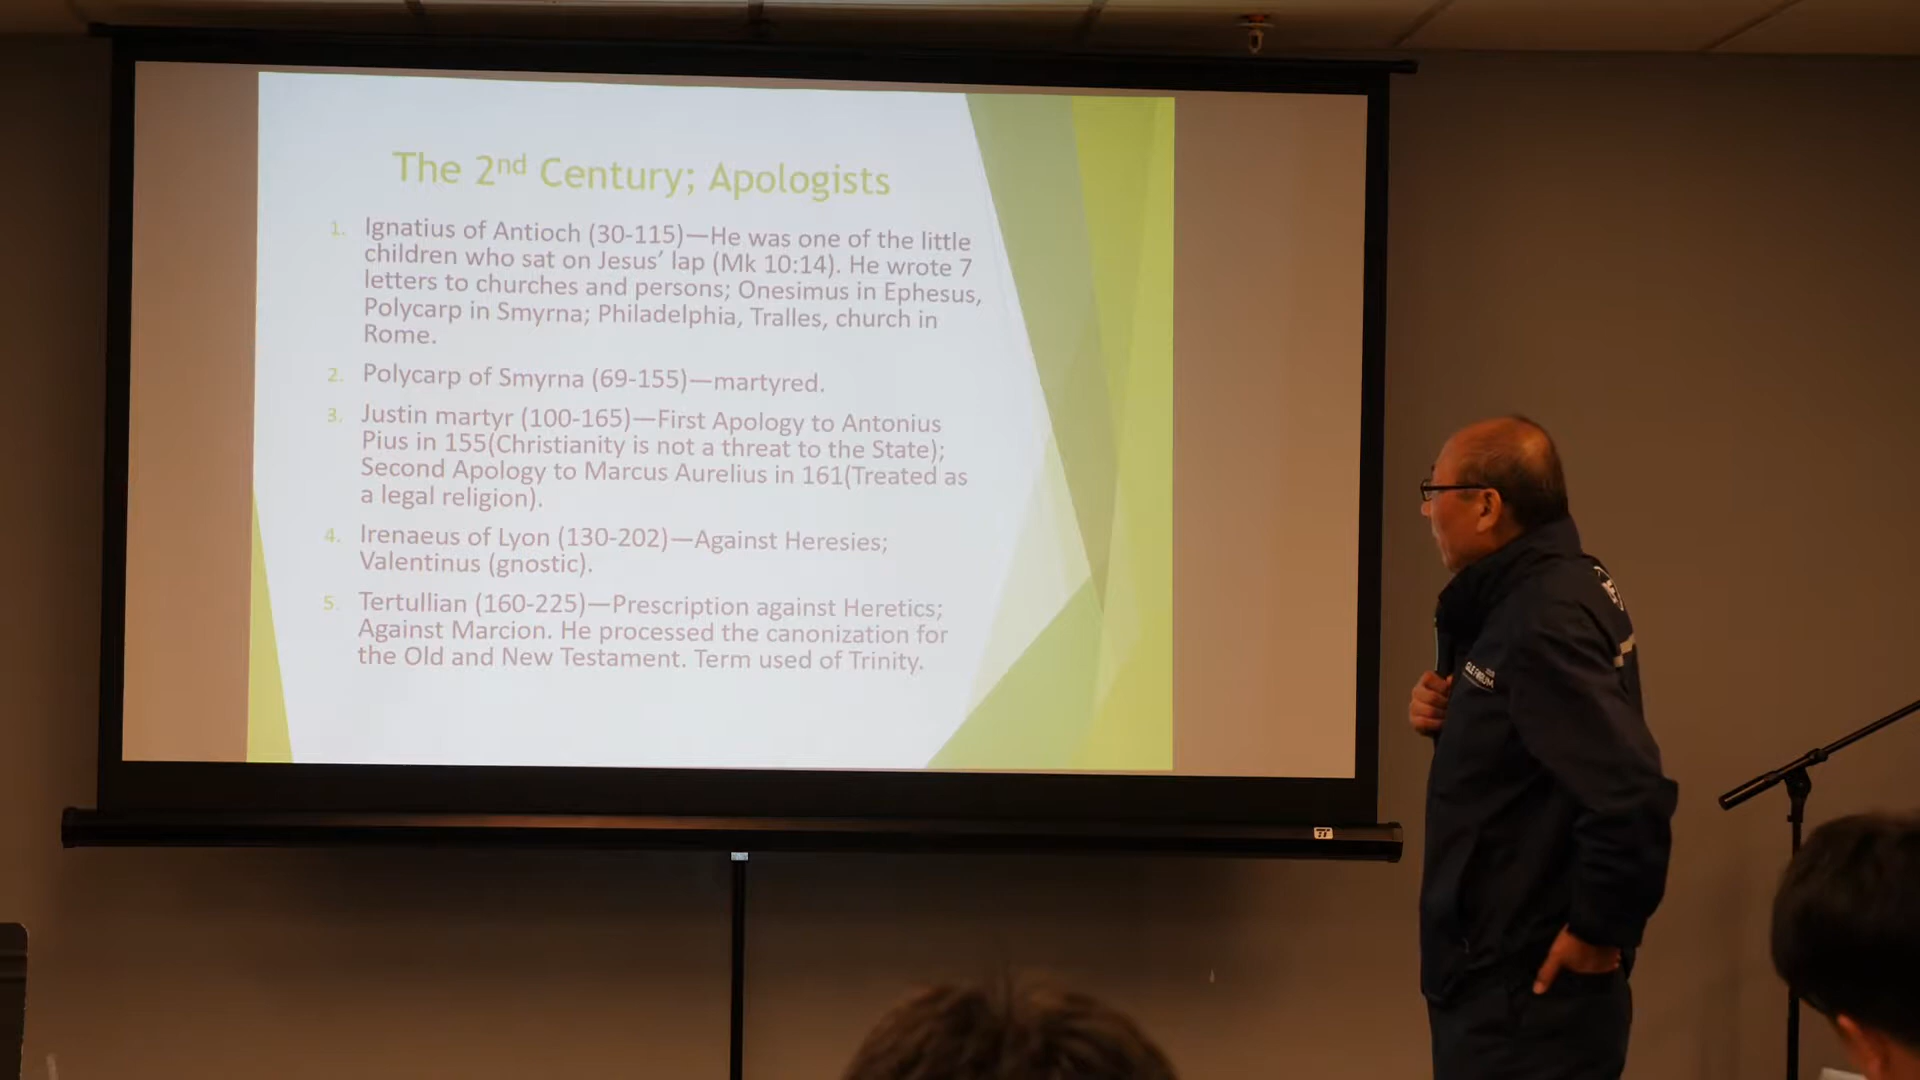 The 2nd Century; Apologists
1. Ignatius of Antioch (30-115)—He was one of the little
children who sat on Jesus’ lap (Mk 10:14). He wrote 7
letters to churches and persons; Onesimus in Ephesus,
Polycarp in Smyrna; Philadelphia, Tralles, church in
Rome.
2. Polycarp of Smyrna (69-155)—martyred.
3. Justin martyr (100-165)—First Apology to Antonius
Pius in 155(Christianity is not a threat to the State);
Second Apology to Marcus Aurelius in 161(Treated as
a legal religion).
4. Irenaeus of Lyon (130-202)—Against Heresies;
Valentinus (gnostic).
5. Tertullian (160-225)—Prescription against Heretics;
Against Marcion. He processed the canonization for
the Old and New Testament. Term used of Trinity.